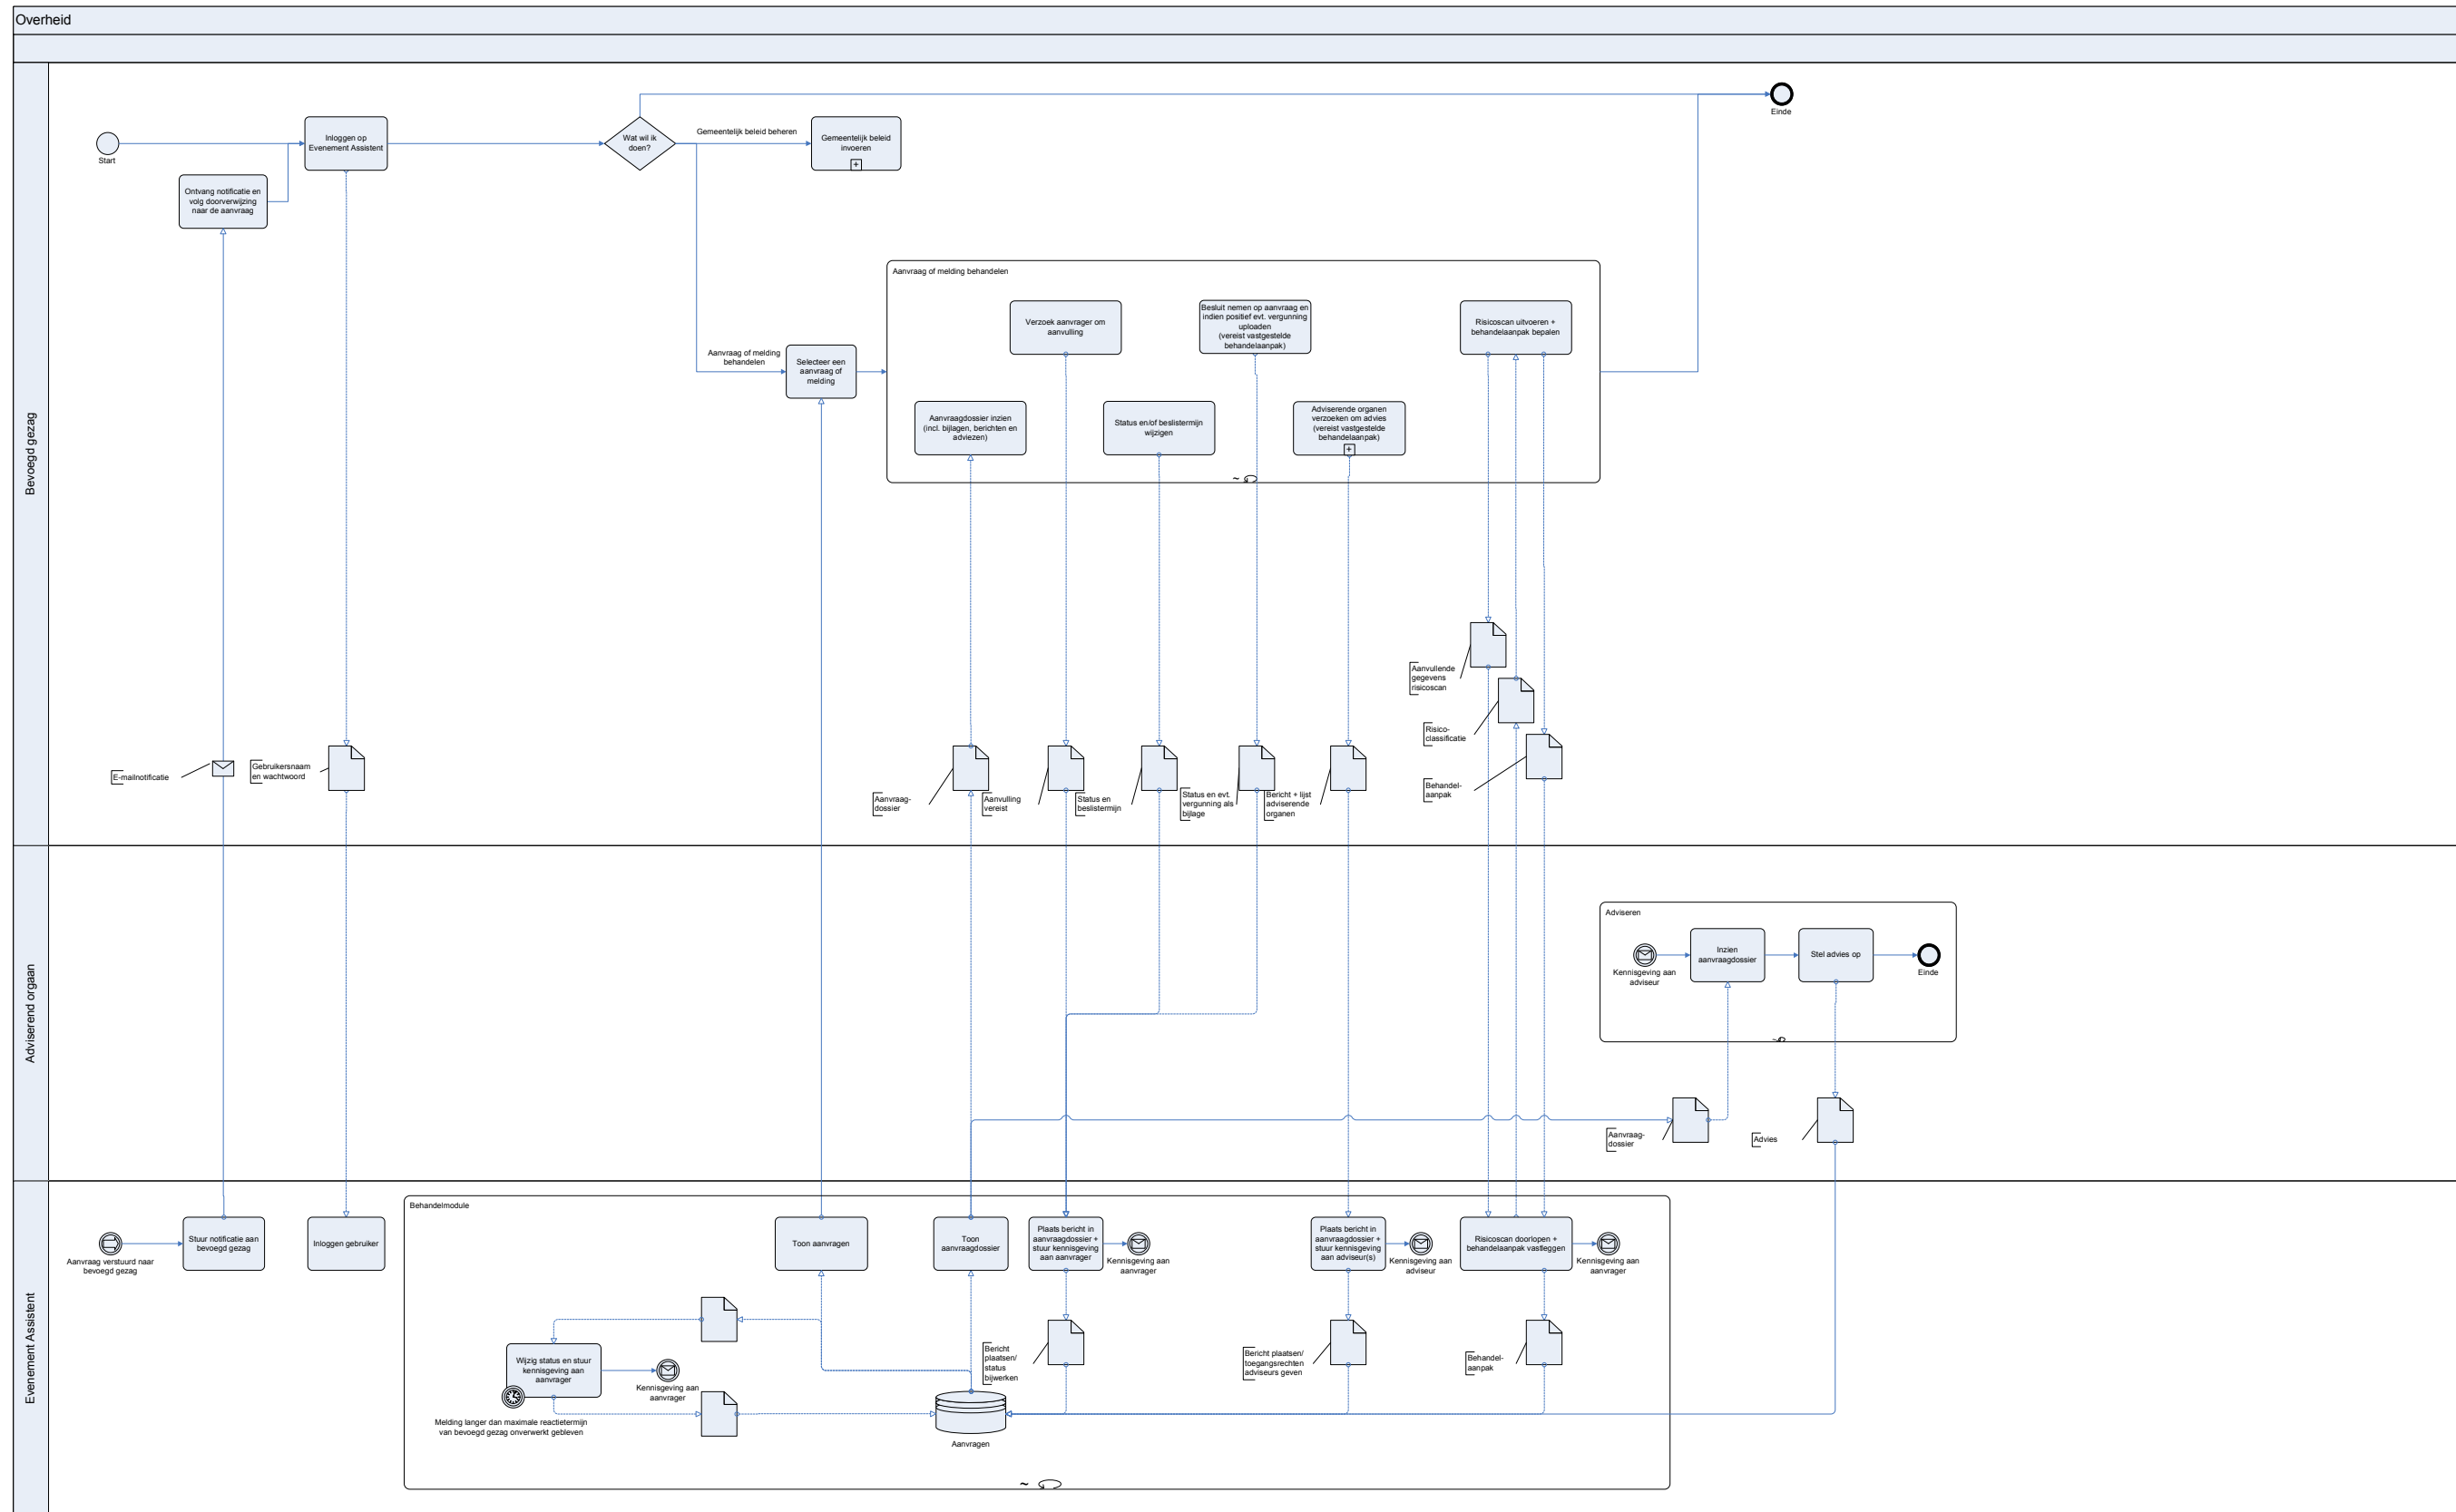 Overheid
Bevoegd gezag
Start
Inloggen op
Evenement Assistent
Ontvang notificatie en
volg doorverwijzing
naar de aanvraag
Wat wil ik
doen?
Gemeentelijk beleid beheren
Gemeentelijk beleid
invoeren
Einde
Aanvraag of melding
behandelen
Selecteer een
aanvraag of
melding
Aanvraag of melding behandelen
Verzoek aanvrager om
aanvulling
Besluit nemen op aanvraag en
indien positief evt. vergunning
uploaden
(vereist vastgestelde
behandelaanpak)
Risicoscan uitvoeren +
behandelaanpak bepalen
Aanvraagdossier inzien
(incl. bijlagen, berichten en
adviezen)
Status en/of beslistermijn
wijzigen
Adviserende organen
verzoeken om advies
(vereist vastgestelde
behandelaanpak)
Aanvullende
gegevens
risicoscan
Risico-
classificatie
Behandel-
aanpak
E-mailnotificatie
Gebruikersnaam
en wachtwoord
Aanvraag-
dossier
Aanvulling
vereist
Status en
beslistermijn
Status en evt.
vergunning als
bijlage
Bericht + lijst
adviserende
organen
Adviserend orgaan
Adviseren
Kennisgeving aan
adviseur
Inzien
aanvraagdossier
Stel advies op
Einde
Aanvraag-
dossier
Advies
Evenement Assistent
Aanvraag verstuurd naar
bevoegd gezag
Stuur notificatie aan
bevoegd gezag
Inloggen gebruiker
Behandelmodule
Toon aanvragen
Toon
aanvraagdossier
Plaats bericht in
aanvraagdossier +
stuur kennisgeving
aan aanvrager
Kennisgeving aan
aanvrager
Plaats bericht in
aanvraagdossier +
stuur kennisgeving
aan adviseur(s)
Kennisgeving aan
adviseur
Risicoscan doorlopen +
behandelaanpak vastleggen
Kennisgeving aan
aanvrager
Wijzig status en stuur
kennisgeving aan
aanvrager
Kennisgeving aan
aanvrager
Melding langer dan maximale reactietermijn
van bevoegd gezag onverwerkt gebleven
Bericht
plaatsen/
status
bijwerken
Bericht plaatsen/
toegangsrechten
adviseurs geven
Behandel-
aanpak
Aanvragen